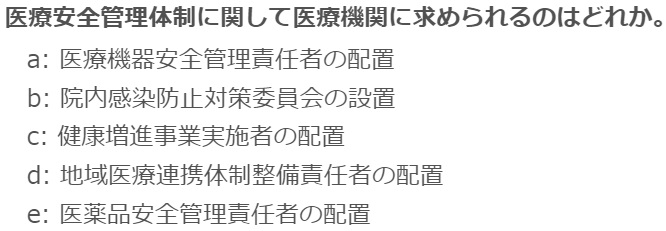 医療安全管理体制に関して医療機関に求められるのはどれか。
a: 医療機器安全管理責任者の配置
b: 院内感染防止対策委員会の設置
c: 健康増進事業実施者の配置
d: 地域医療連携体制整備責任者の配置
e: 医薬品安全管理責任者の配置